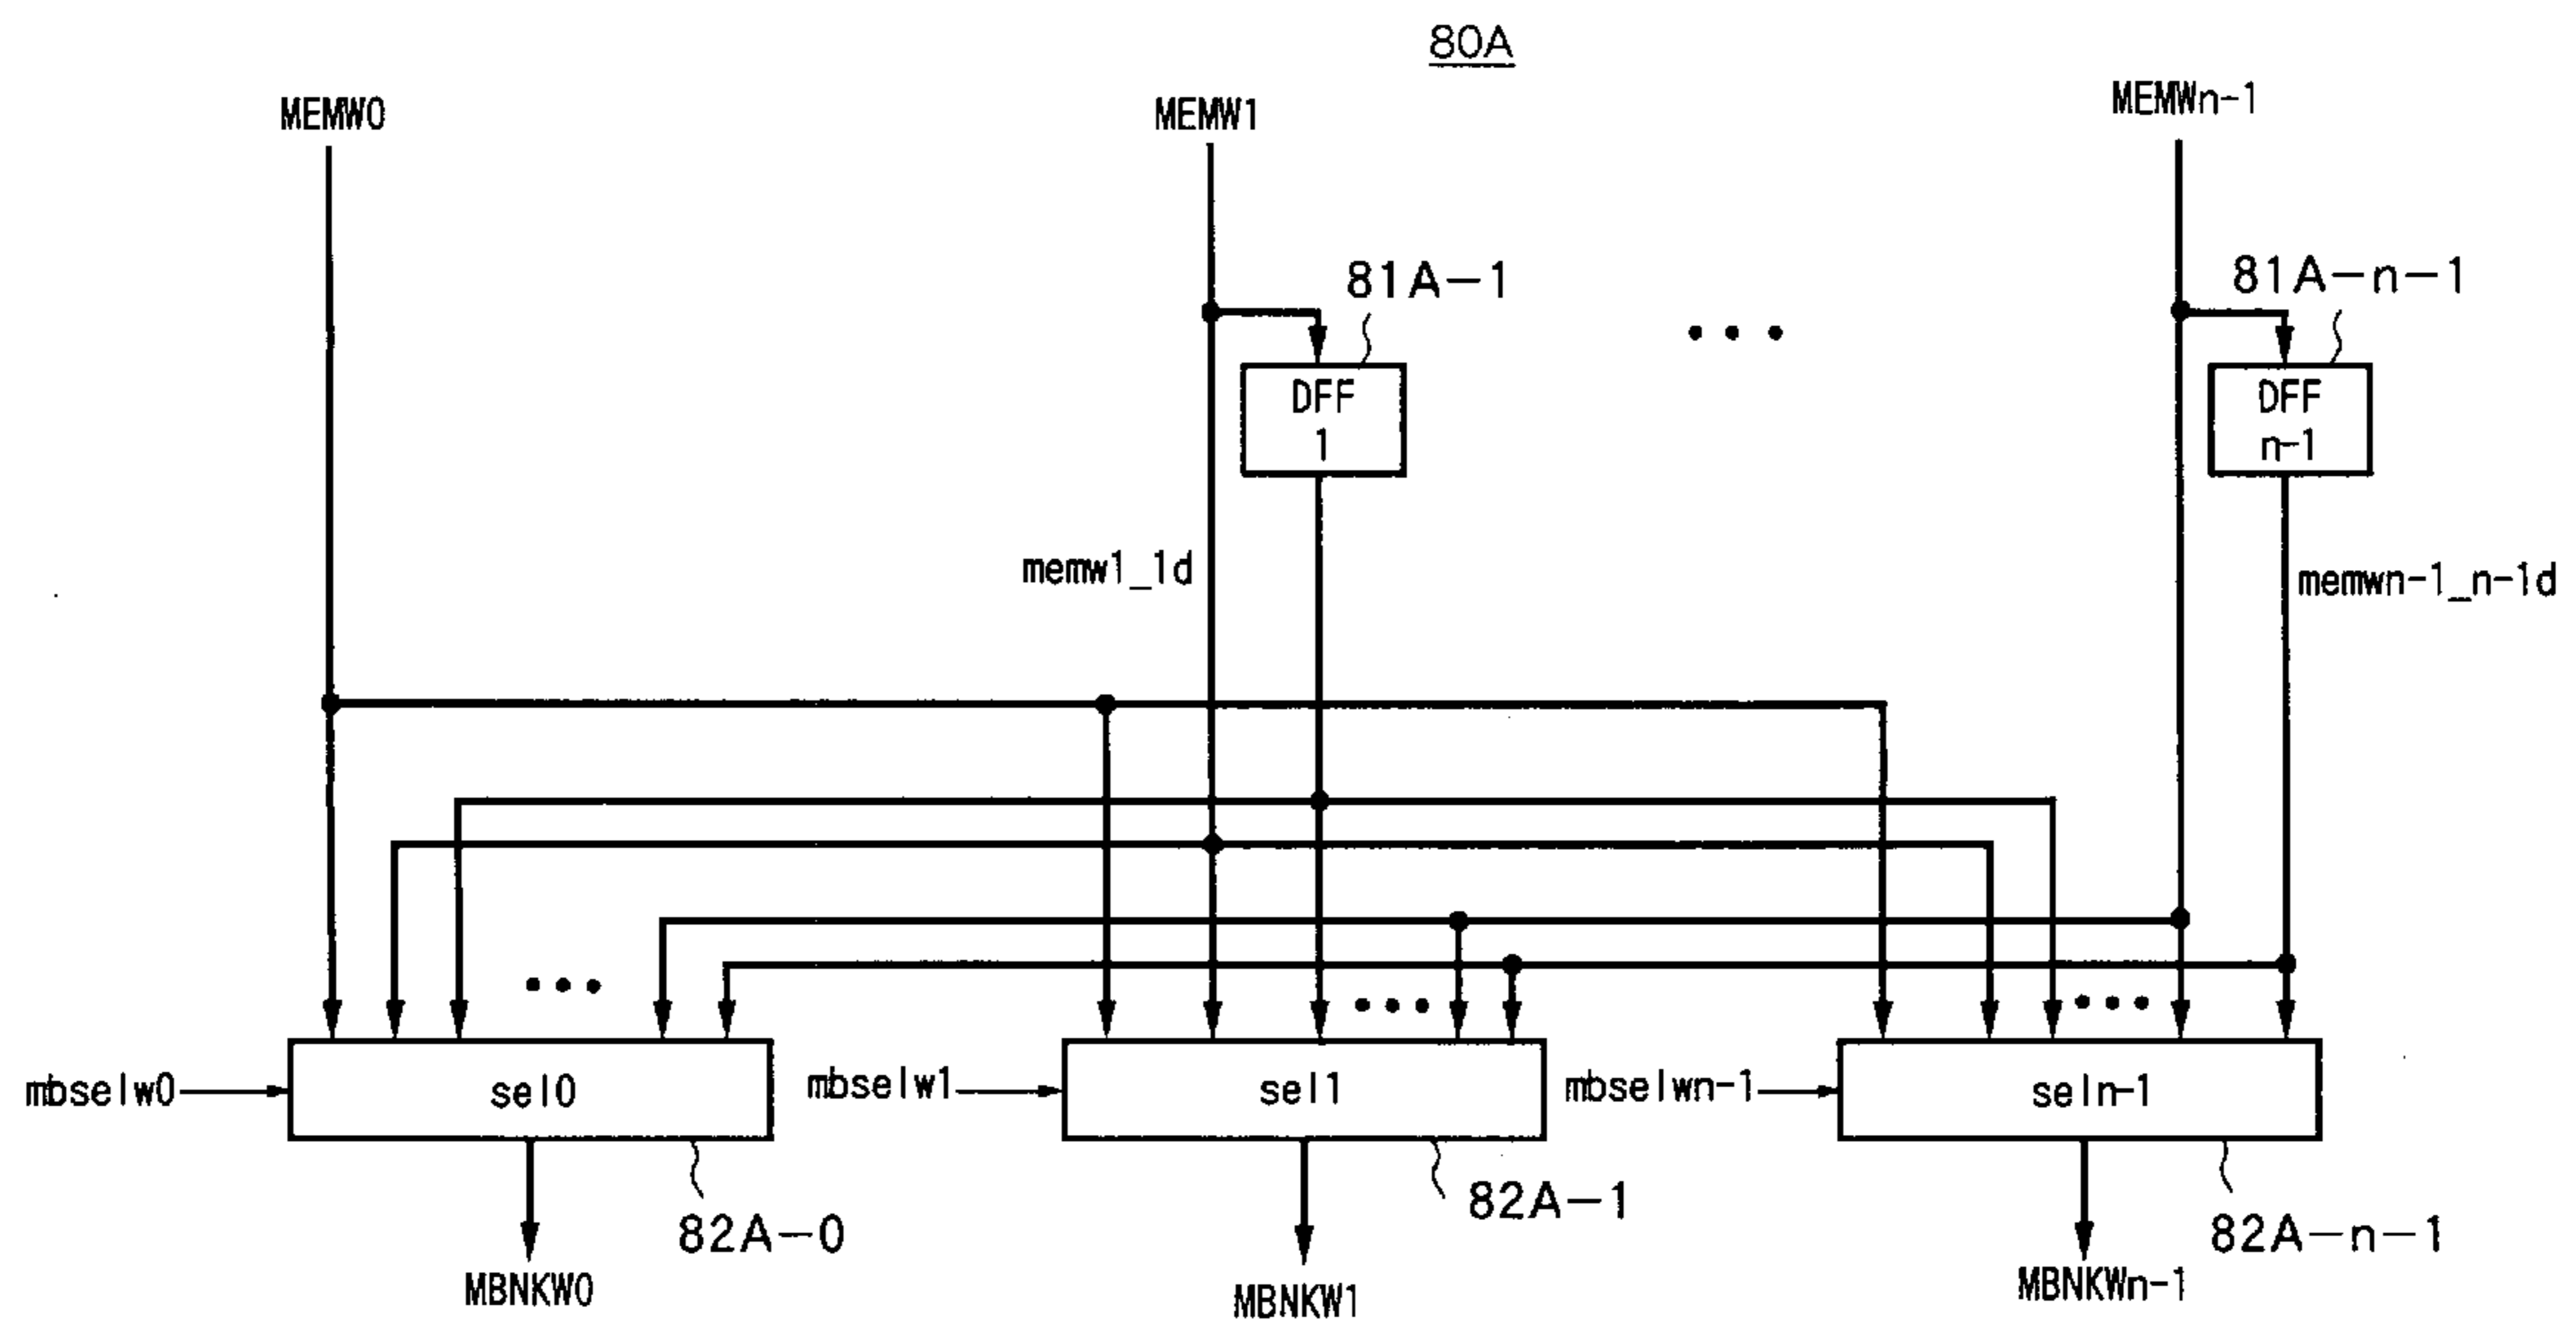 80A
MEMW0
MEMW1
MEMWn-1
81A-1
81A-n-1
DFF
1
DFF
n-1
memw1_1d
memwn-1_n-1d
mbselw0
sel0
mbselw1
sel1
mbselwn-1
seln-1
82A-0
82A-1
82A-n-1
MBNKW0
MBNKW1
MBNKWn-1